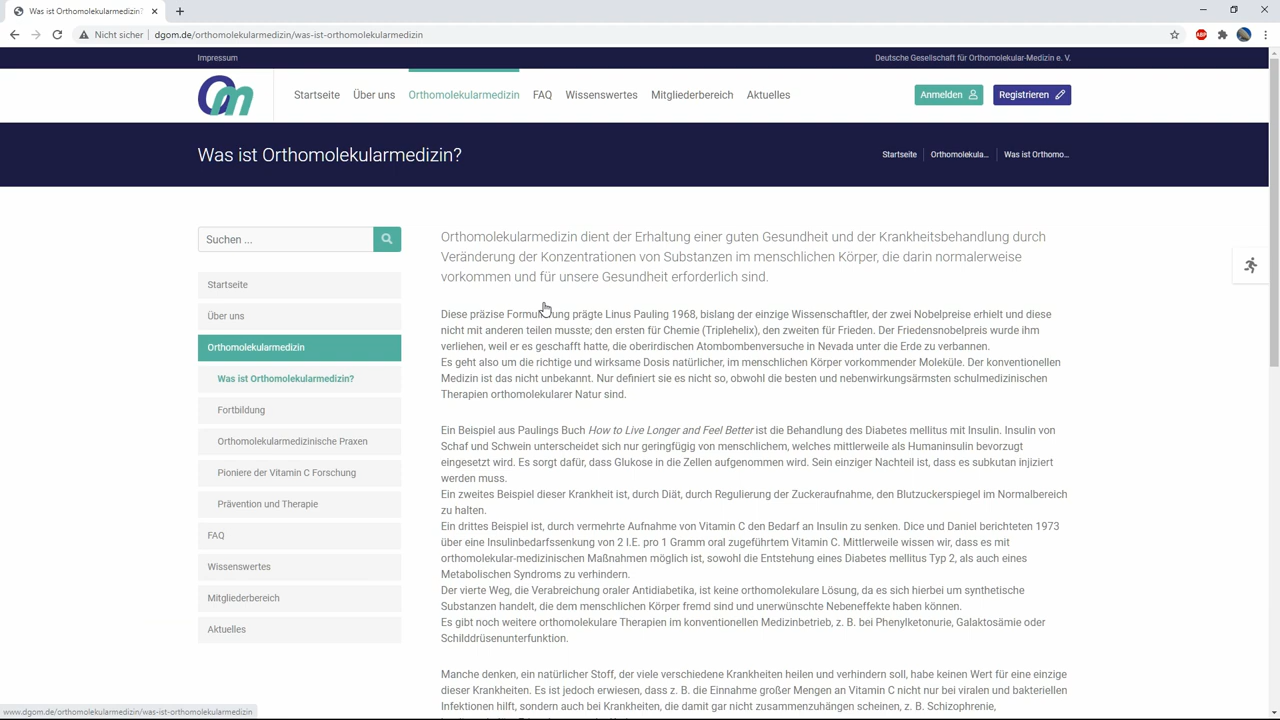 Was ist Orthomolekularmedizin?
Nicht sicher
dgom.de/orthomolekularmedizin/was-ist-orthomolekularmedizin
ABP
Impressum
Deutsche Gesellschaft für Orthomolekular-Medizin e. V.
Om
Startseite
Über uns
Orthomolekularmedizin
FAQ
Wissenswertes
Mitgliederbereich
Aktuelles
Anmelden
Registrieren
Was ist Orthomolekularmedizin?
Startseite
Orthomolekula...
Was ist Orthomo...
Suchen ...
Startseite
Über uns
Orthomolekularmedizin
Was ist Orthomolekularmedizin?
Fortbildung
Orthomolekularmedizinische Praxen
Pioniere der Vitamin C Forschung
Prävention und Therapie
FAQ
Wissenswertes
Mitgliederbereich
Aktuelles
Orthomolekularmedizin dient der Erhaltung einer guten Gesundheit und der Krankheitsbehandlung durch
Veränderung der Konzentrationen von Substanzen im menschlichen Körper, die darin normalerweise
vorkommen und für unsere Gesundheit erforderlich sind.
Diese präzise Formulierung prägte Linus Pauling 1968, bislang der einzige Wissenschaftler, der zwei Nobelpreise erhielt und diese
nicht mit anderen teilen musste; den ersten für Chemie (Triplehelix), den zweiten für Frieden. Der Friedensnobelpreis wurde ihm
verliehen, weil er es geschafft hatte, die oberirdischen Atombombenversuche in Nevada unter die Erde zu verbannen.
Es geht also um die richtige und wirksame Dosis natürlicher, im menschlichen Körper vorkommender Moleküle. Der konventionellen
Medizin ist das nicht unbekannt. Nur definiert sie es nicht so, obwohl die besten und nebenwirkungsärmsten schulmedizinischen
Therapien orthomolekularer Natur sind.
Ein Beispiel aus Paulings Buch How to Live Longer and Feel Better ist die Behandlung des Diabetes mellitus mit Insulin. Insulin von
Schaf und Schwein unterscheidet sich nur geringfügig von menschlichem, welches mittlerweile als Humaninsulin bevorzugt
eingesetzt wird. Es sorgt dafür, dass Glukose in die Zellen aufgenommen wird. Sein einziger Nachteil ist, dass es subkutan injiziert
werden muss.
Ein zweites Beispiel dieser Krankheit ist, durch Diät, durch Regulierung der Zuckeraufnahme, den Blutzuckerspiegel im Normalbereich
zu halten.
Ein drittes Beispiel ist, durch vermehrte Aufnahme von Vitamin C den Bedarf an Insulin zu senken. Dice und Daniel berichteten 1973
über eine Insulinbedarfssenkung von 2 I.E. pro 1 Gramm oral zugeführtem Vitamin C. Mittlerweile wissen wir, dass es mit
orthomolekular-medizinischen Maßnahmen möglich ist, sowohl die Entstehung eines Diabetes mellitus Typ 2, als auch eines
Metabolischen Syndroms zu verhindern.
Der vierte Weg, die Verabreichung oraler Antidiabetika, ist keine orthomolekulare Lösung, da es sich hierbei um synthetische
Substanzen handelt, die dem menschlichen Körper fremd sind und unerwünschte Nebeneffekte haben können.
Es gibt noch weitere orthomolekulare Therapien im konventionellen Medizinbetrieb, z. B. bei Phenylketonurie, Galaktosämie oder
Schilddrüsenunterfunktion.
Manche denken, ein natürlicher Stoff, der viele verschiedene Krankheiten heilen und verhindern soll, habe keinen Wert für eine einzige
dieser Krankheiten. Es ist jedoch erwiesen, dass z. B. die Einnahme großer Mengen an Vitamin C nicht nur bei viralen und bakteriellen
Infektionen hilft, sondern auch bei Krankheiten, die damit gar nicht zusammenzuhängen scheinen, z. B. Schizophrenie,
www.dgom.de/orthomolekularmedizin/was-ist-orthomolekularmedizin